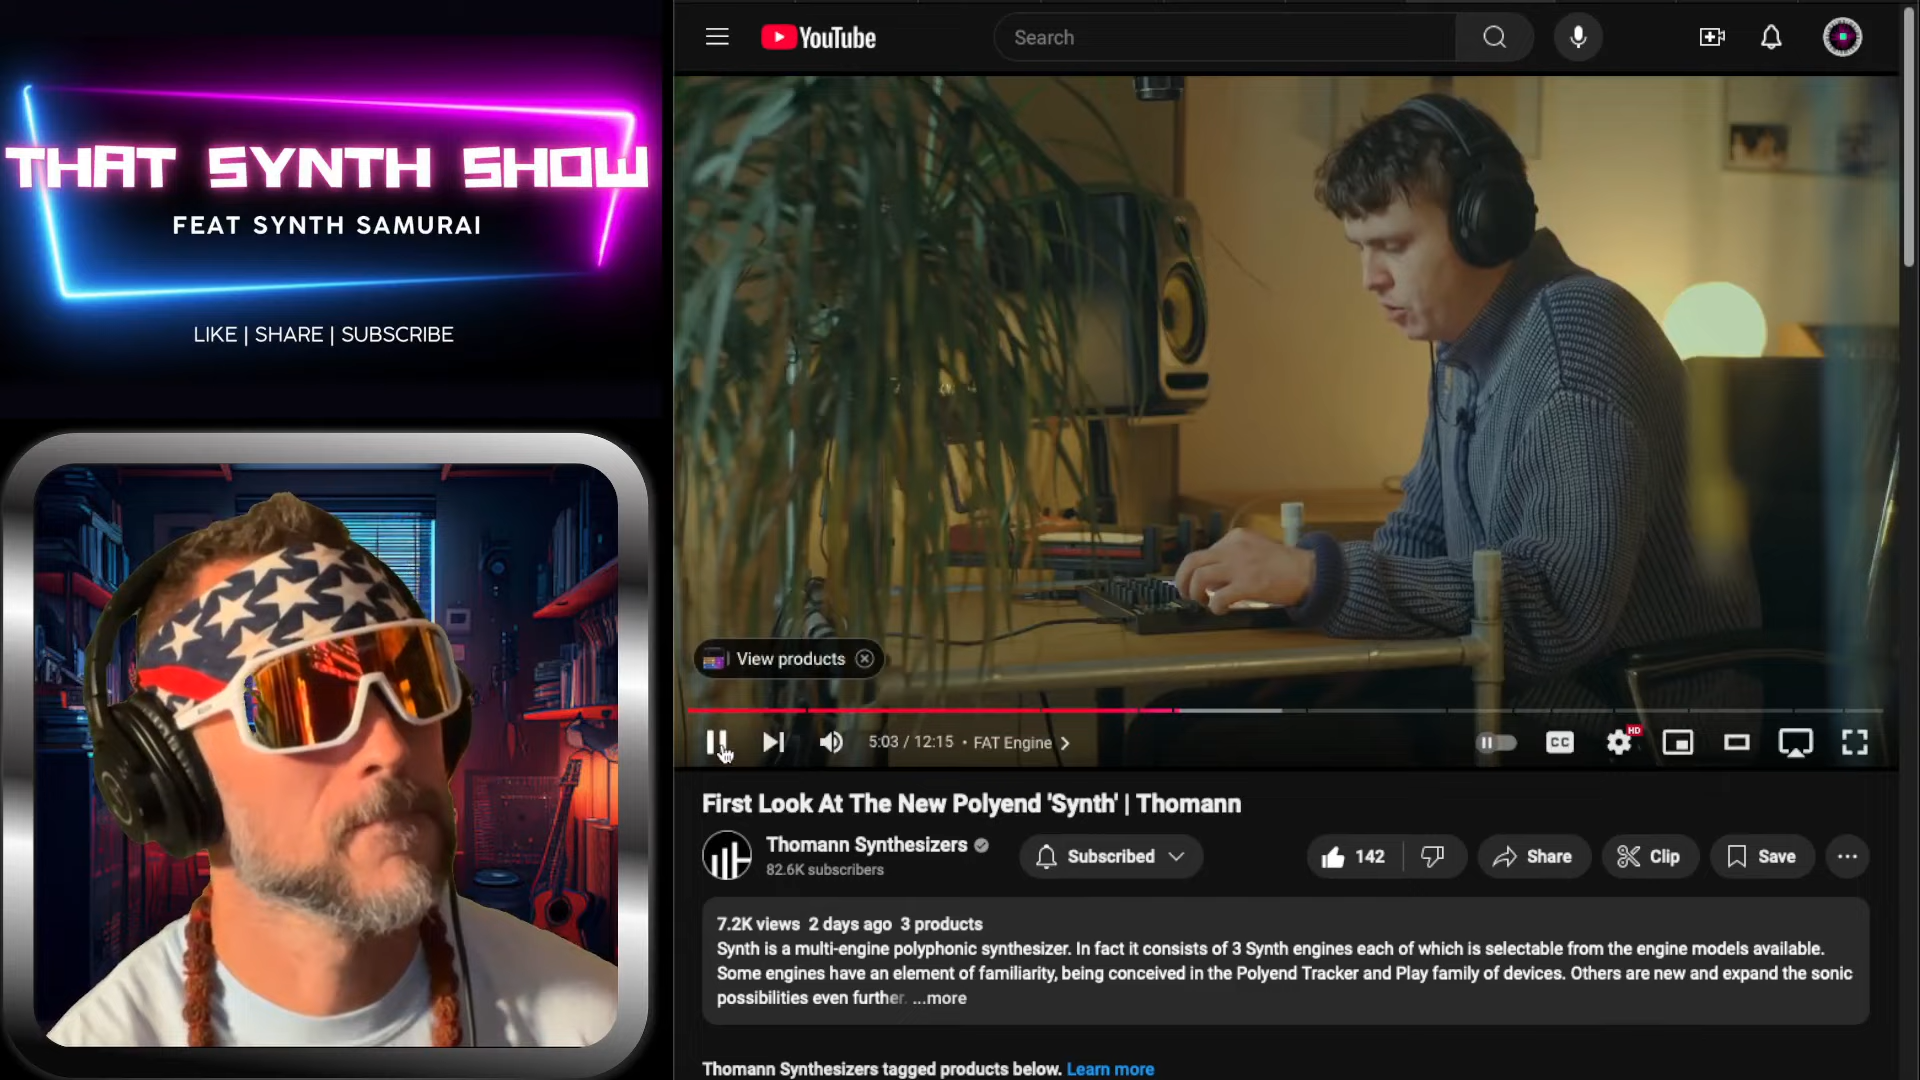 THAT SYNTH SHOW
FEAT SYNTH SAMURAI
LIKE | SHARE | SUBSCRIBE
YouTube
Search
View products
5:03 / 12:15 • FAT Engine
CC
HD
First Look At The New Polyend 'Synth' | Thomann
Thomann Synthesizers
82.6K subscribers
Subscribed
142
Share
Clip
Save
7.2K views 2 days ago 3 products
Synth is a multi-engine polyphonic synthesizer. In fact it consists of 3 Synth engines each of which is selectable from the engine models available.
Some engines have an element of familiarity, being conceived in the Polyend Tracker and Play family of devices. Others are new and expand the sonic
possibilities even further. ...more
Thomann Synthesizers tagged products below. Learn more